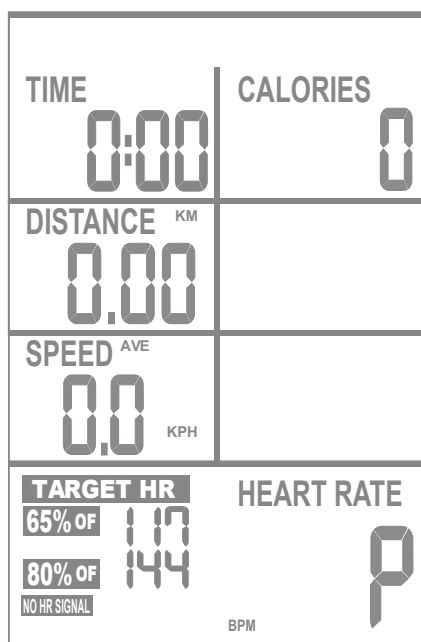 TIME
0:00
CALORIES
0
DISTANCE KM
0.00
SPEED AVE
0.0 KPH
TARGET HR
65% OF 117
80% OF 144
NO HR SIGNAL
HEART RATE
P
BPM